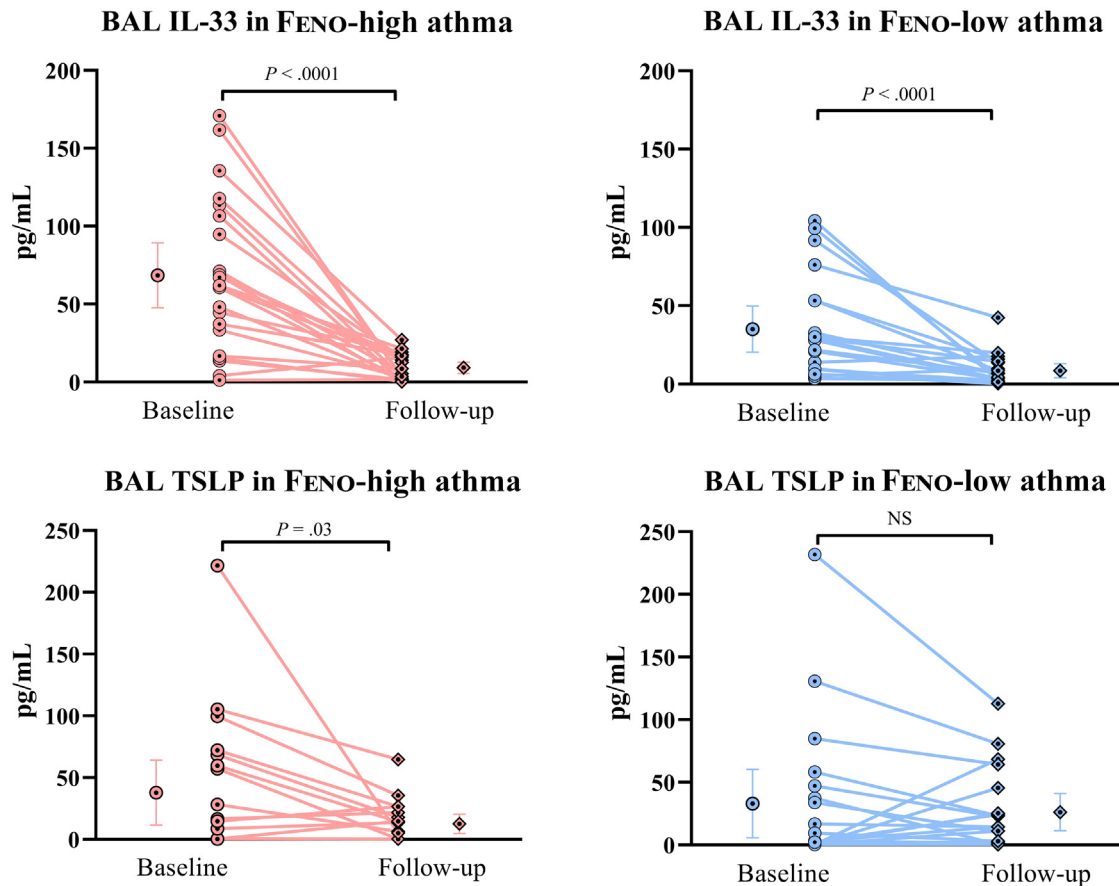 BAL IL-33 in FENO-high athma
P < .0001
200
150
100
50
0
pg/mL
Baseline
Follow-up
BAL IL-33 in FENO-low athma
P < .0001
200
150
100
50
0
pg/mL
Baseline
Follow-up
BAL TSLP in FENO-high athma
P = .03
250
200
150
100
50
0
pg/mL
Baseline
Follow-up
BAL TSLP in FENO-low athma
NS
250
200
150
100
50
0
pg/mL
Baseline
Follow-up